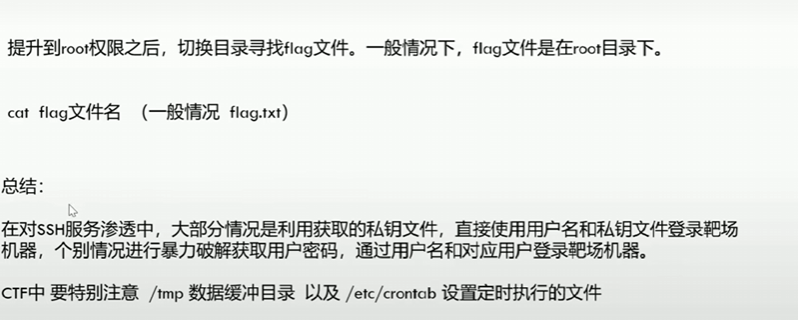 提升到root权限之后，切换目录寻找flag文件。一般情况下，flag文件是在root目录下。
cat flag文件名 （一般情况 flag.txt）
总结：
在对SSH服务渗透中，大部分情况是利用获取的私钥文件，直接使用用户名和私钥文件登录靶场
机器，个别情况进行暴力破解获取用户密码，通过用户名和对应用户登录靶场机器。
CTF中 要特别注意 /tmp 数据缓冲目录 以及 /etc/crontab 设置定时执行的文件